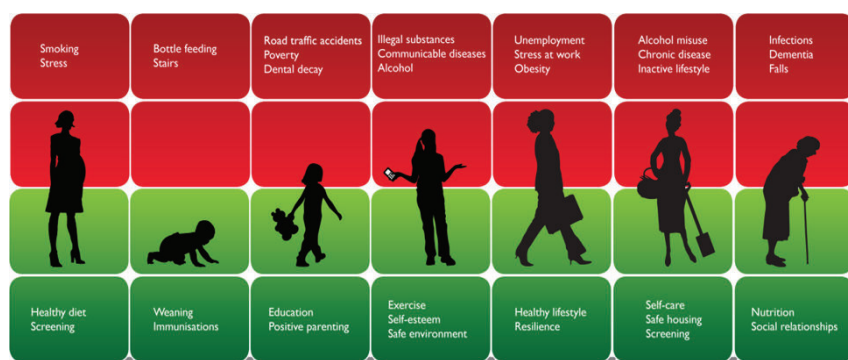 Smoking
Stress
Bottle feeding
Stairs
Road traffic accidents
Poverty
Dental decay
Illegal substances
Communicable diseases
Alcohol
Unemployment
Stress at work
Obesity
Alcohol misuse
Chronic disease
Inactive lifestyle
Infections
Dementia
Falls
Healthy diet
Screening
Weaning
Immunisations
Education
Positive parenting
Exercise
Self-esteem
Safe environment
Healthy lifestyle
Resilience
Self-care
Safe housing
Screening
Nutrition
Social relationships